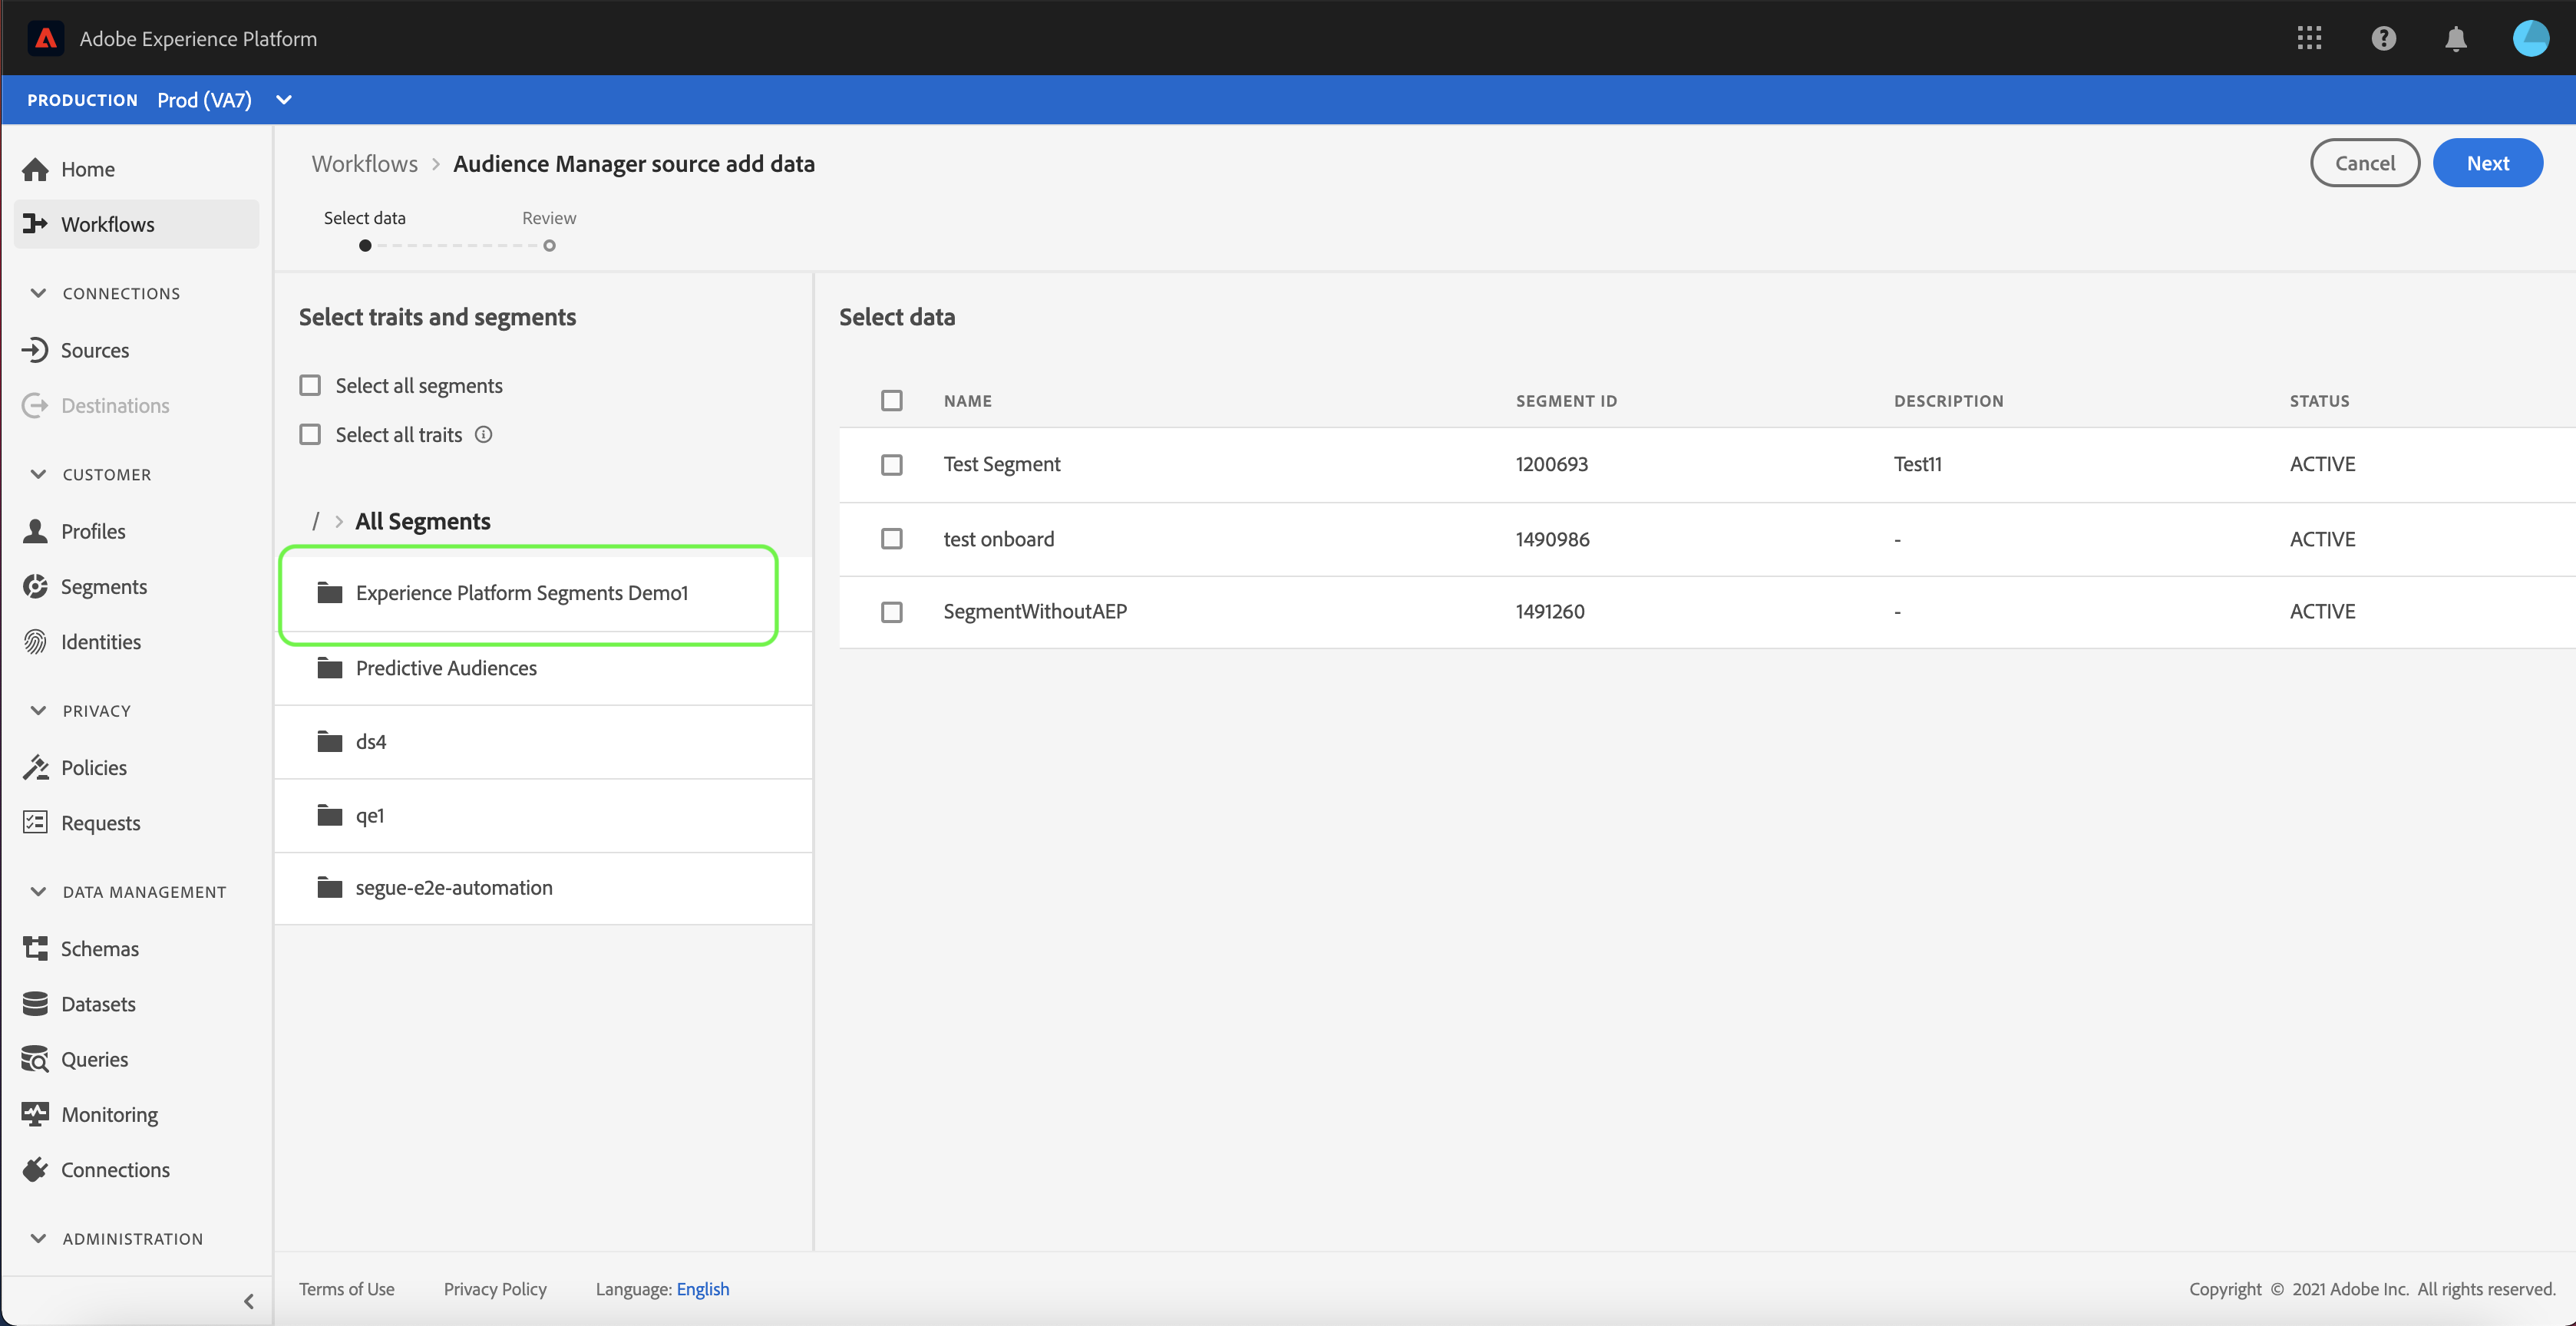 Adobe Experience Platform
PRODUCTION Prod (VA7)
Home
Workflows
CONNECTIONS
Sources
Destinations
CUSTOMER
Profiles
Segments
Identities
PRIVACY
Policies
Requests
DATA MANAGEMENT
Schemas
Datasets
Queries
Monitoring
Connections
ADMINISTRATION
Workflows > Audience Manager source add data
Cancel
Next
Select data
Review
Select traits and segments
Select all segments
Select all traits
/ > All Segments
Experience Platform Segments Demo1
Predictive Audiences
ds4
qe1
segue-e2e-automation
Select data
NAME SEGMENT ID DESCRIPTION STATUS
Test Segment 1200693 Test11 ACTIVE
test onboard 1490986 - ACTIVE
SegmentWithoutAEP 1491260 - ACTIVE
Terms of Use Privacy Policy Language: English
Copyright © 2021 Adobe Inc. All rights reserved.